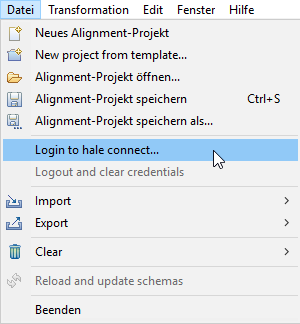 Datei Transformation Edit Fenster Hilfe
Neues Alignment-Projekt
New project from template...
Alignment-Projekt öffnen...
Alignment-Projekt speichern Ctrl+S
Alignment-Projekt speichern als...
Login to hale connect...
Logout and clear credentials
Import
Export
Clear
Reload and update schemas
Beenden